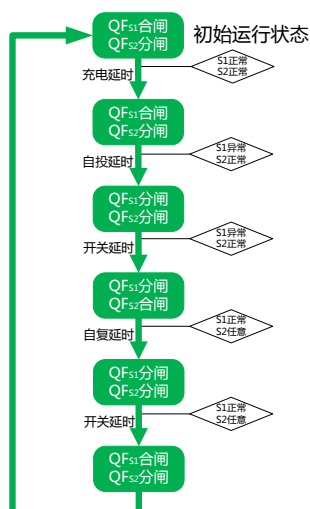 QFS1合闸
QFS2分闸
初始运行状态
充电延时
S1正常
S2正常
QFS1合闸
QFS2分闸
自投延时
S1异常
S2正常
QFS1分闸
QFS2分闸
开关延时
S1异常
S2正常
QFS1分闸
QFS2合闸
自复延时
S1正常
S2任意
QFS1分闸
QFS2分闸
开关延时
S1正常
S2任意
QFS1合闸
QFS2分闸